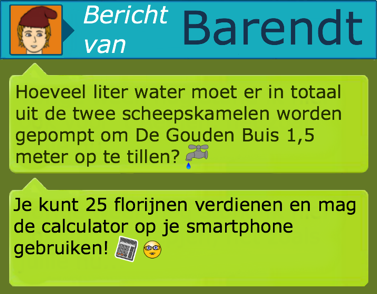 Bericht
van
Barendt
Hoeveel liter water moet er in totaal
uit de twee scheepskamelen worden
gepompt om De Gouden Buis 1,5
meter op te tillen?
Je kunt 25 florijnen verdienen en mag
de calculator op je smartphone
gebruiken!